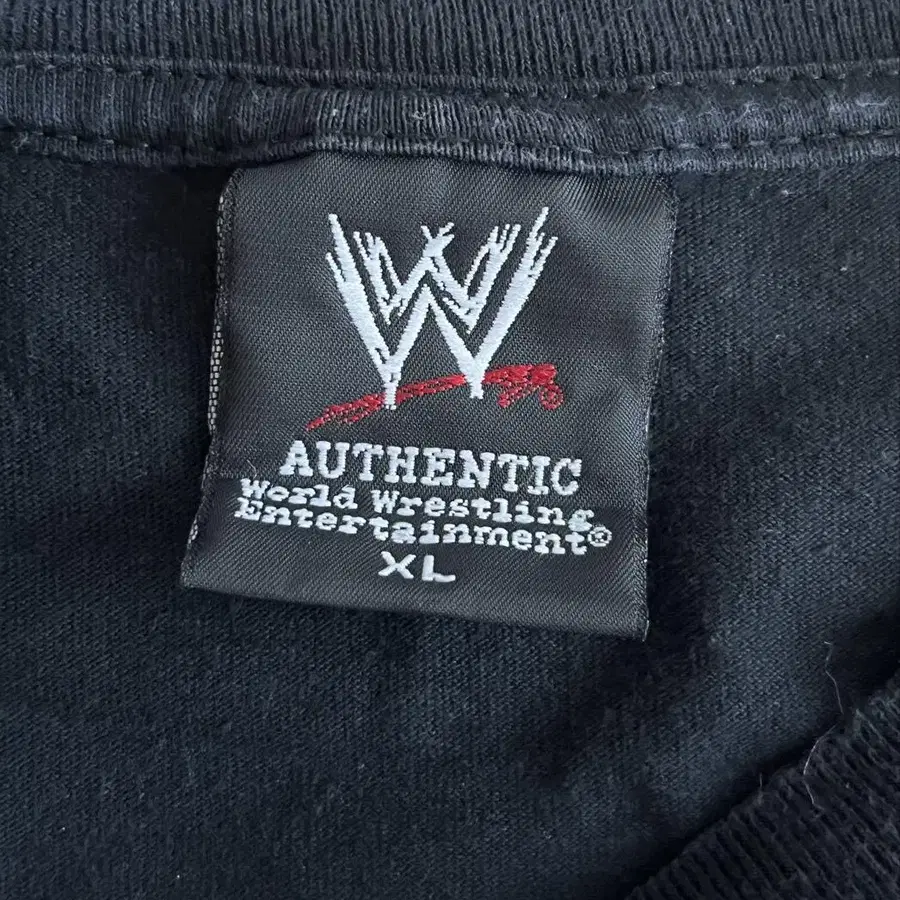 W
AUTHENTIC
World Wrestling
Entertainment®
XL